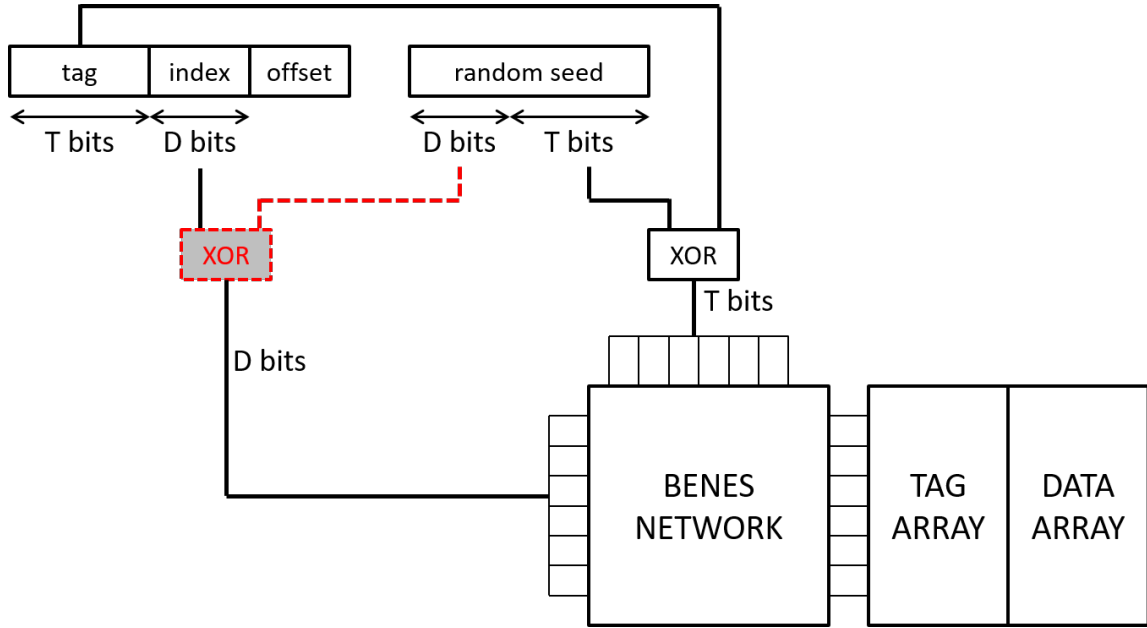 tag index offset
random seed
T bits D bits
D bits T bits
XOR
XOR
T bits
D bits
BENES
NETWORK
TAG
ARRAY
DATA
ARRAY